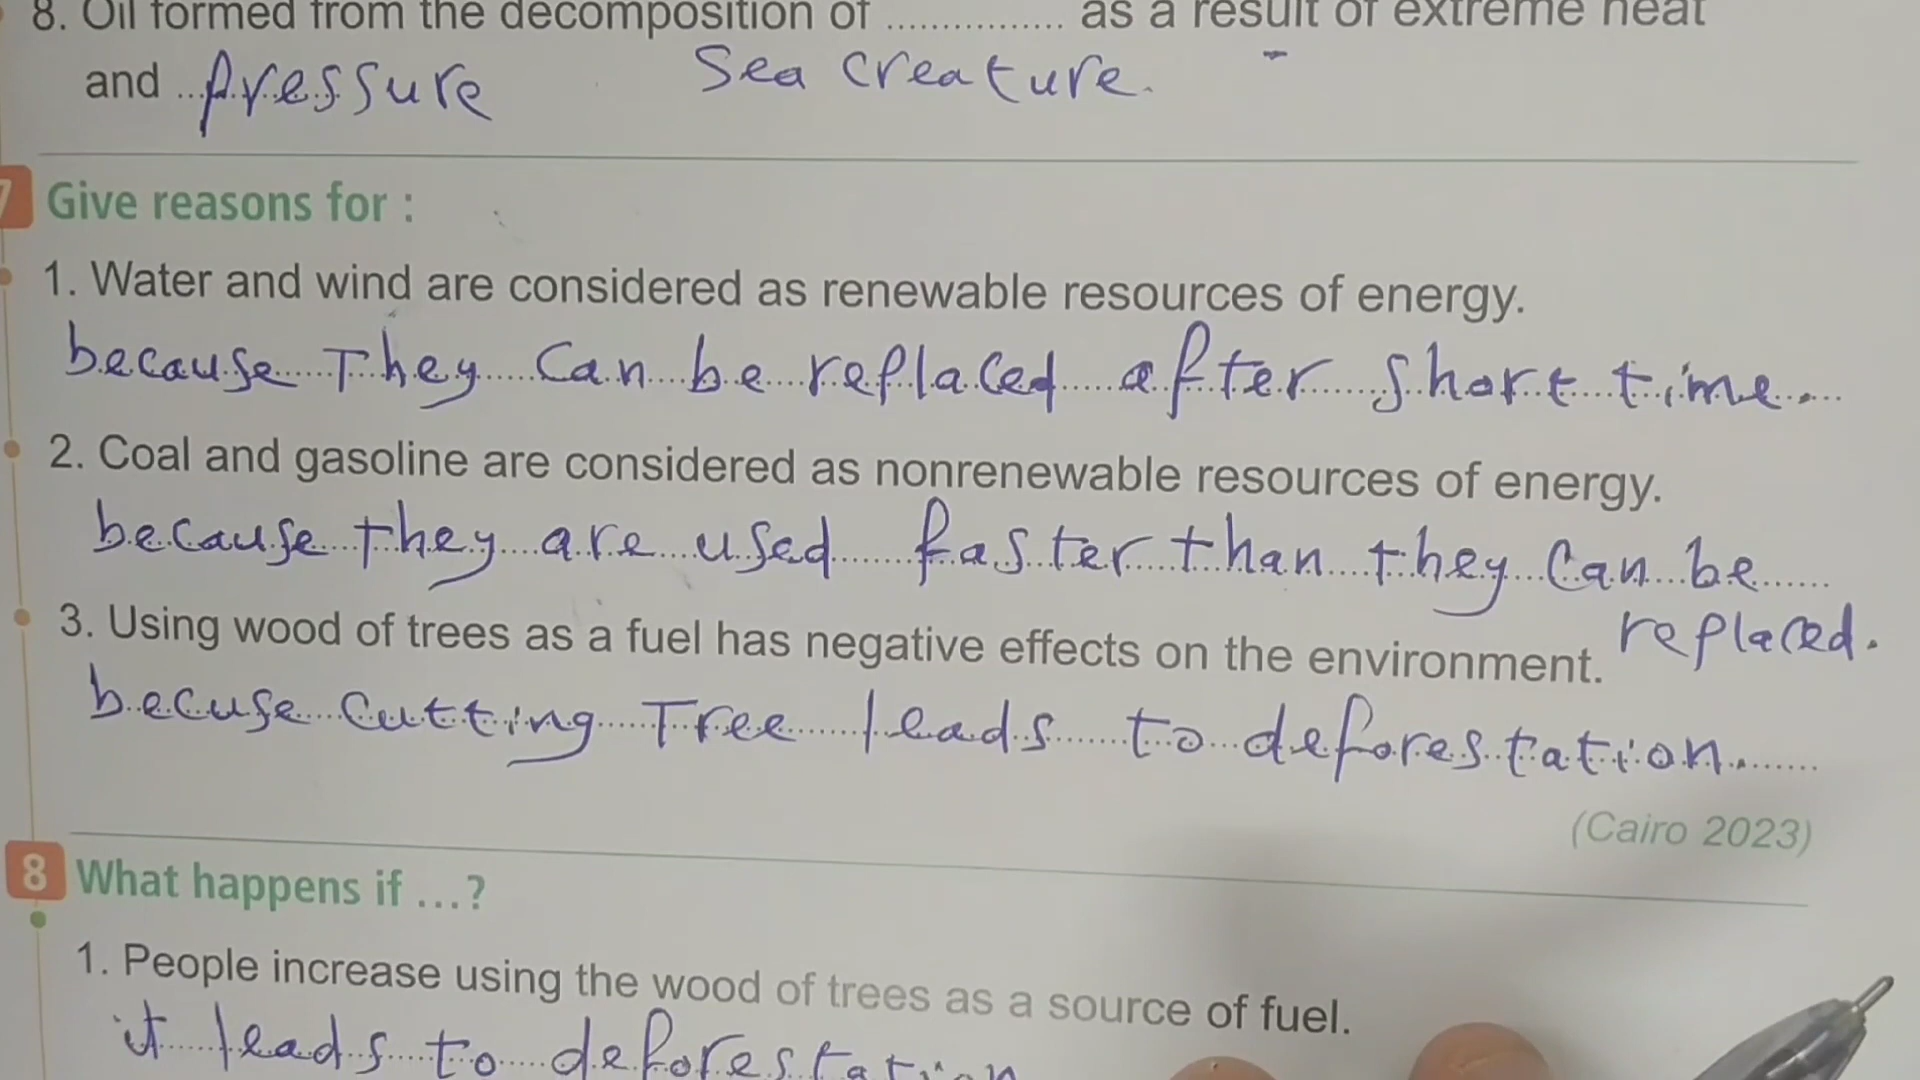 8. Oil formed from the decomposition of ............... as a result of extreme heat
Sea creature.
and ...pressure
7 Give reasons for :
1. Water and wind are considered as renewable resources of energy.
because They Can be replaced after short time.
2. Coal and gasoline are considered as nonrenewable resources of energy.
because they are used faster than they Can be
replaced.
3. Using wood of trees as a fuel has negative effects on the environment.
becuse Cutting Tree leads to deforestation.
(Cairo 2023)
8 What happens if ...?
1. People increase using the wood of trees as a source of fuel.
it leads to deforestation